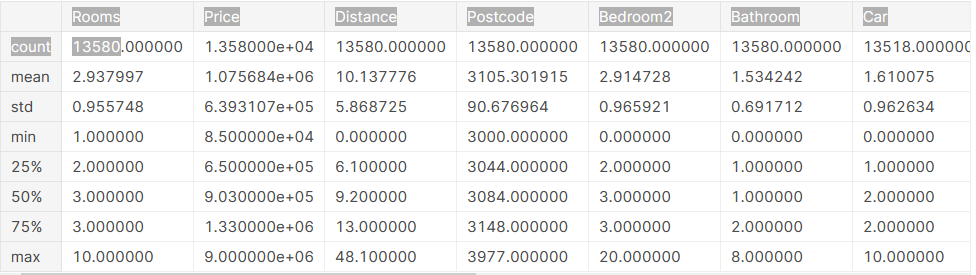 Rooms Price Distance Postcode Bedroom2 Bathroom Car
count 13580.000000 1.358000e+04 13580.000000 13580.000000 13580.000000 13580.000000 13518.000000
mean 2.937997 1.075684e+06 10.137776 3105.301915 2.914728 1.534242 1.610075
std 0.955748 6.393107e+05 5.868725 90.676964 0.965921 0.691712 0.962634
min 1.000000 8.500000e+04 0.000000 3000.000000 0.000000 0.000000 0.000000
25% 2.000000 6.500000e+05 6.100000 3044.000000 2.000000 1.000000 1.000000
50% 3.000000 9.030000e+05 9.200000 3084.000000 3.000000 1.000000 2.000000
75% 3.000000 1.330000e+06 13.000000 3148.000000 3.000000 2.000000 2.000000
max 10.000000 9.000000e+06 48.100000 3977.000000 20.000000 8.000000 10.000000